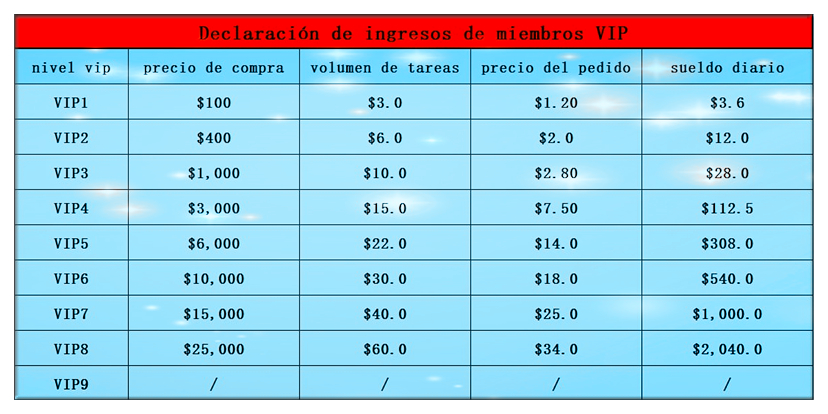 Declaración de ingresos de miembros VIP
nivel vip precio de compra volumen de tareas precio del pedido sueldo diario
VIP1 $100 $3.0 $1.20 $3.6
VIP2 $400 $6.0 $2.0 $12.0
VIP3 $1,000 $10.0 $2.80 $28.0
VIP4 $3,000 $15.0 $7.50 $112.5
VIP5 $6,000 $22.0 $14.0 $308.0
VIP6 $10,000 $30.0 $18.0 $540.0
VIP7 $15,000 $40.0 $25.0 $1,000.0
VIP8 $25,000 $60.0 $34.0 $2,040.0
VIP9 / / / /